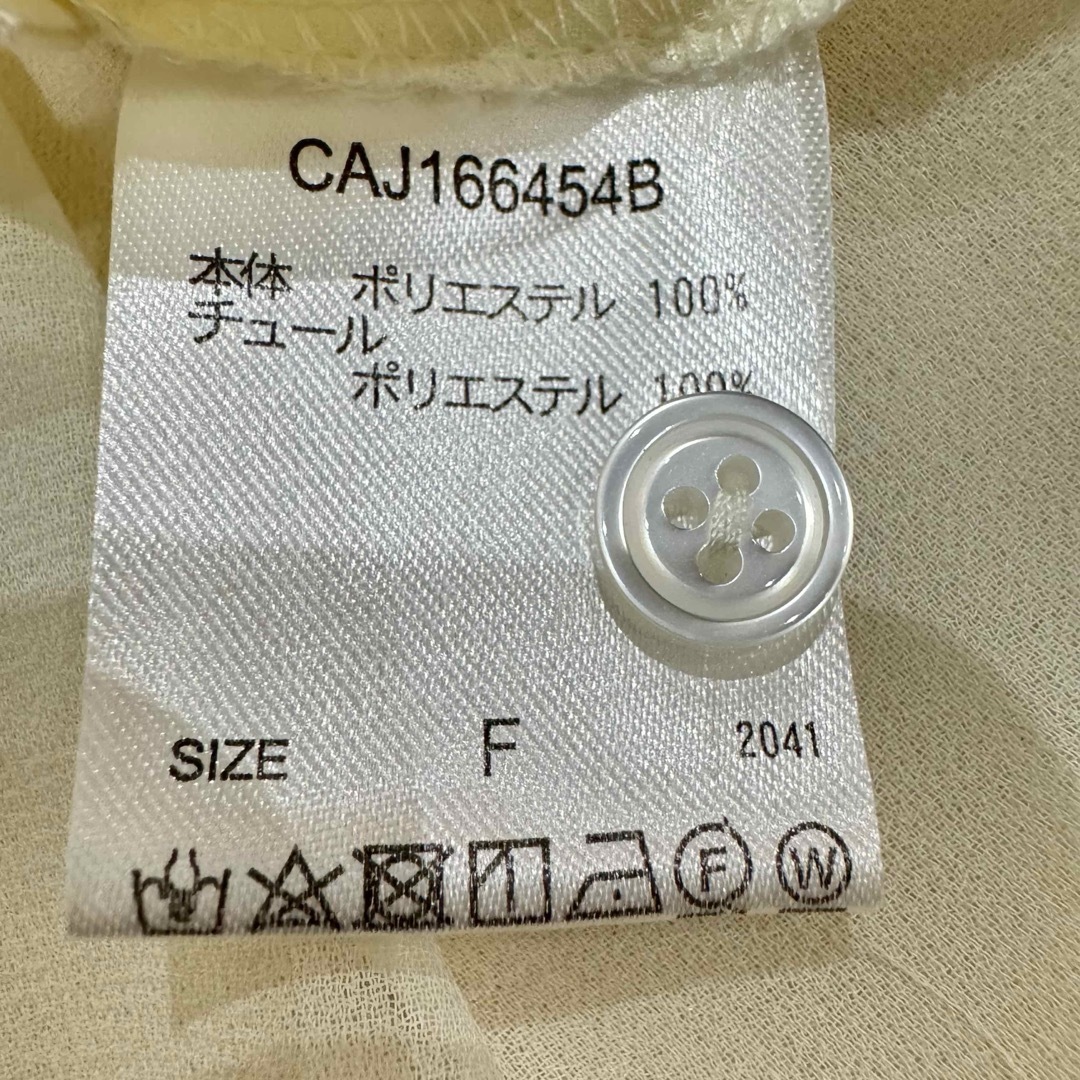 CAJ166454B
本体 ポリエステル 100%
チュール
ポリエステル 100%
SIZE F 2041
F W